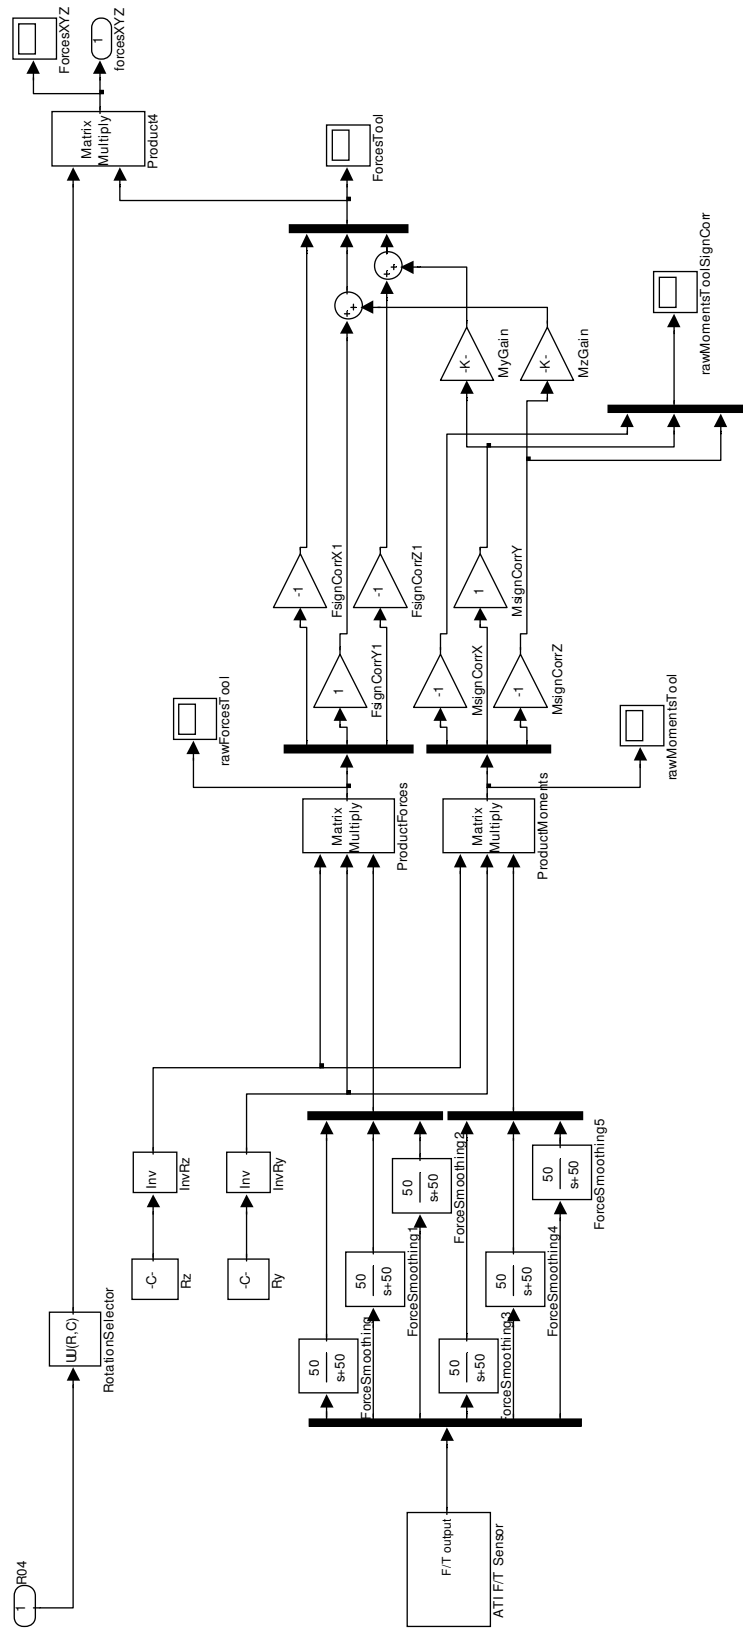 1
R04
U(R,C)
RotationSelector
F/T output
ATI F/T Sensor
-C-
Rz
-C-
Ry
Inv
InvRz
Inv
InvRy
50
s+50
ForceSmoothing
50
s+50
ForceSmoothing1
50
s+50
ForceSmoothing2
50
s+50
ForceSmoothing3
50
s+50
ForceSmoothing4
50
s+50
ForceSmoothing5
Matrix
Multiply
ProductForces
Matrix
Multiply
ProductMoments
rawForcesTool
rawMomentsTool
-1
FsignCorrX1
1
FsignCorrY1
-1
FsignCorrZ1
-1
MsignCorrX
1
MsignCorrY
-1
MsignCorrZ
-K-
MyGain
-K-
MzGain
rawMomentsToolSignCorr
ForcesTool
Matrix
Multiply
Product4
ForcesXYZ
1
forcesXYZ